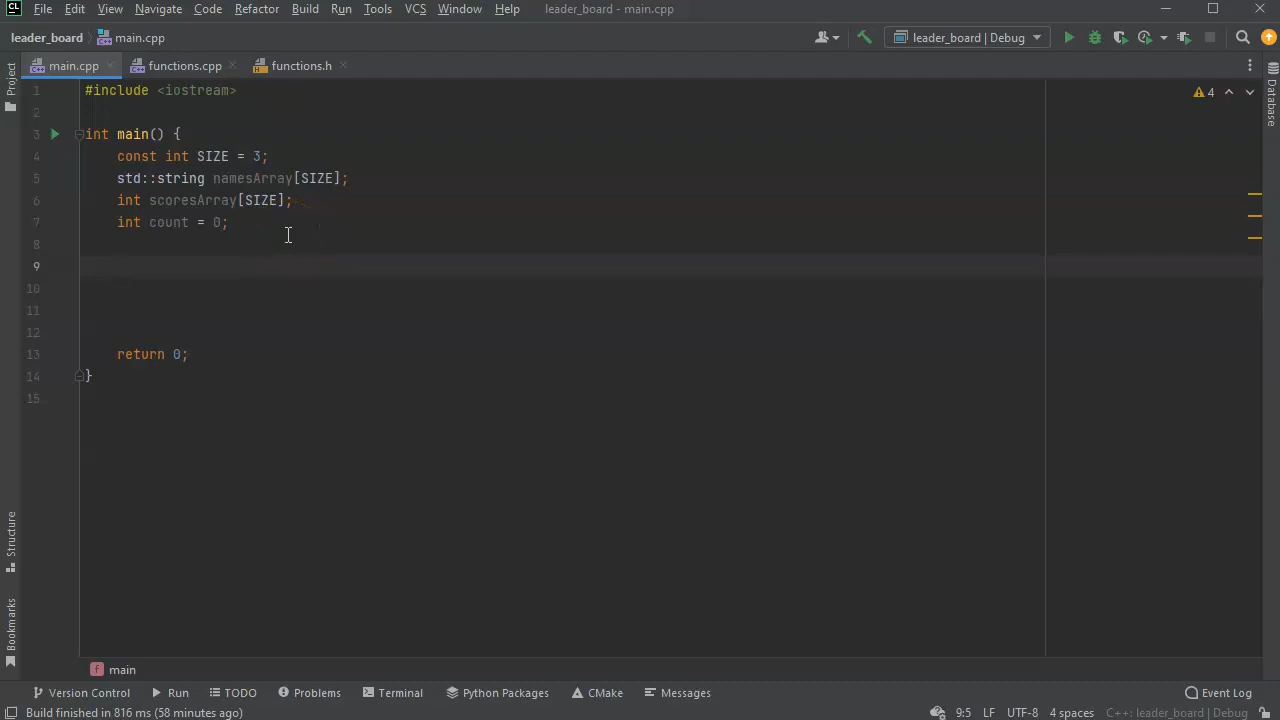 CL File Edit View Navigate Code Refactor Build Run Tools VCS Window Help leader_board - main.cpp
leader_board main.cpp leader_board | Debug
main.cpp functions.cpp functions.h
1 #include <iostream>
2
3 int main() {
4 const int SIZE = 3;
5 std::string namesArray[SIZE];
6 int scoresArray[SIZE];
7 int count = 0;
8
9
10
11
12
13 return 0;
14 }
15
4
Project
Structure
Bookmarks
Database
f main
Version Control Run TODO Problems Terminal Python Packages CMake Messages Event Log
Build finished in 816 ms (58 minutes ago) 9:5 LF UTF-8 4 spaces C++: leader_board | Debug